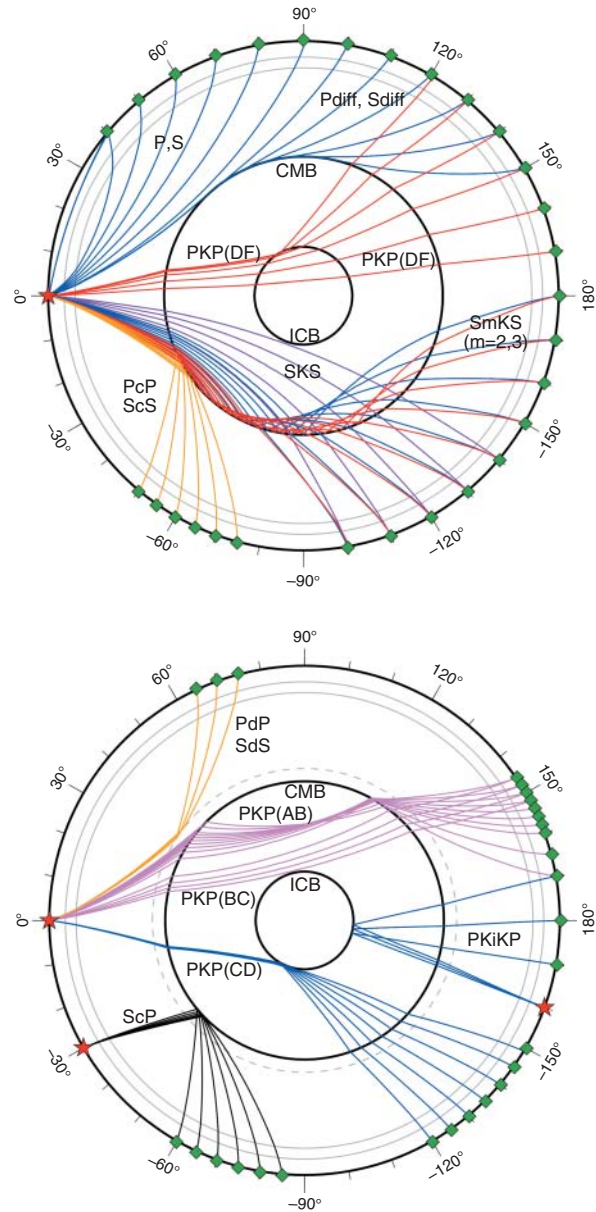 90°
60°
120°
Pdiff, Sdiff
P,S
30°
CMB
150°
PKP(DF)
PKP(DF)
0°
180°
ICB
SmKS
(m=2,3)
SKS
PcP
ScS
–30°
–150°
–60°
–120°
–90°
90°
60°
120°
PdP
SdS
30°
CMB
150°
PKP(AB)
ICB
PKP(BC)
0°
180°
PKiKP
PKP(CD)
ScP
–30°
–150°
–60°
–120°
–90°